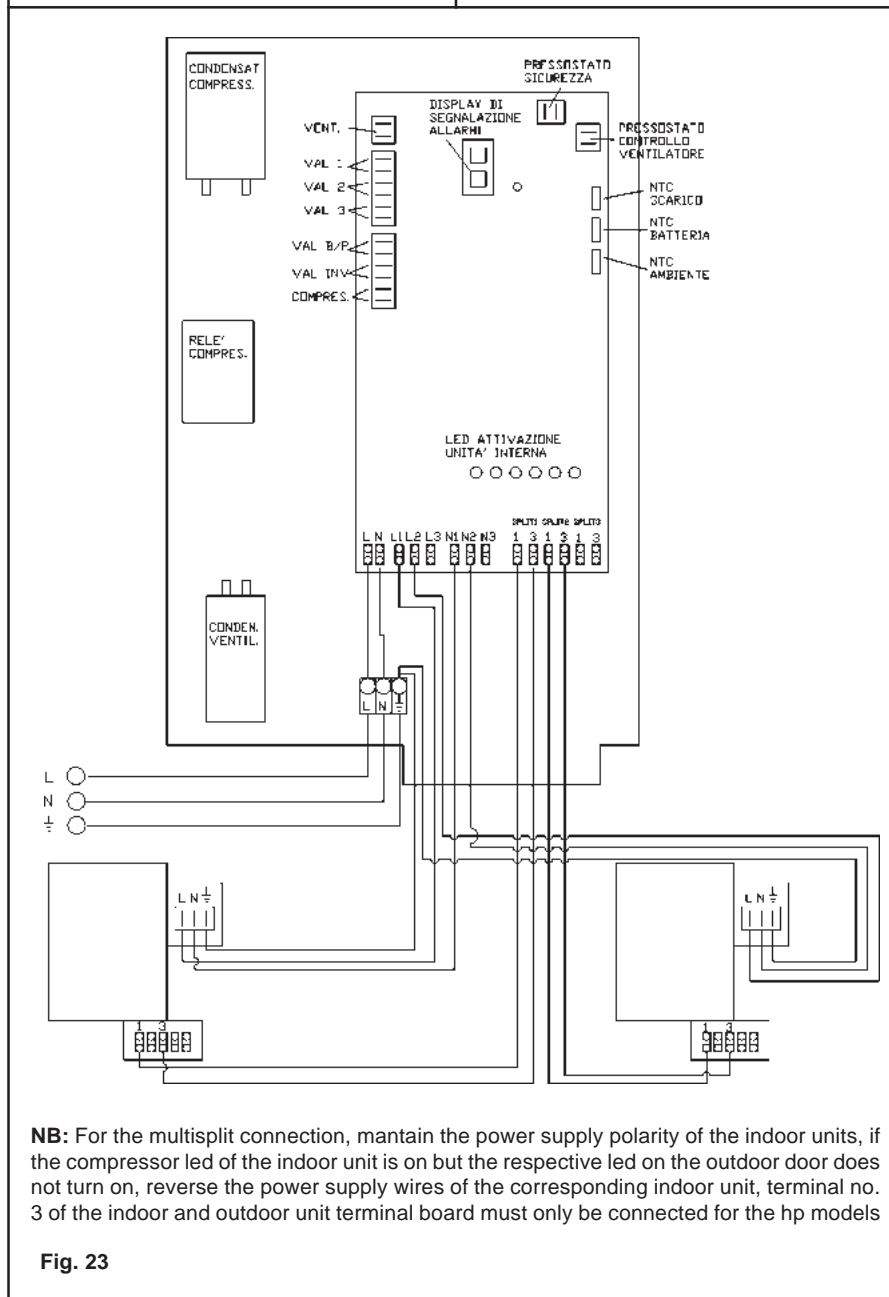 CONDENSAT
COMPRESS.
PRESSOSTATO
SICUREZZA
DISPLAY DI
SEGNALAZIONE
ALLARMI
VENT.
PRESSOSTATO
CONTROLLO
VENTILATORE
VAL 1
VAL 2
VAL 3
NTC
SCARICO
NTC
BATTERIA
NTC
AMBIENTE
VAL B/P
VAL INV
COMPRES.
RELE'
COMPRES.
LED ATTIVAZIONE
UNITA' INTERNA
SPLIT1 SPLIT2 SPLIT3
L N L1 L2 L3 N1 N2 N3 1 3 1 3 1 3
CONDEN.
VENTIL.
L N ⏚
L
N
⏚
L N ⏚
L N ⏚
1 3
1 3
NB: For the multisplit connection, mantain the power supply polarity of the indoor units, if
the compressor led of the indoor unit is on but the respective led on the outdoor door does
not turn on, reverse the power supply wires of the corresponding indoor unit, terminal no.
3 of the indoor and outdoor unit terminal board must only be connected for the hp models
Fig. 23